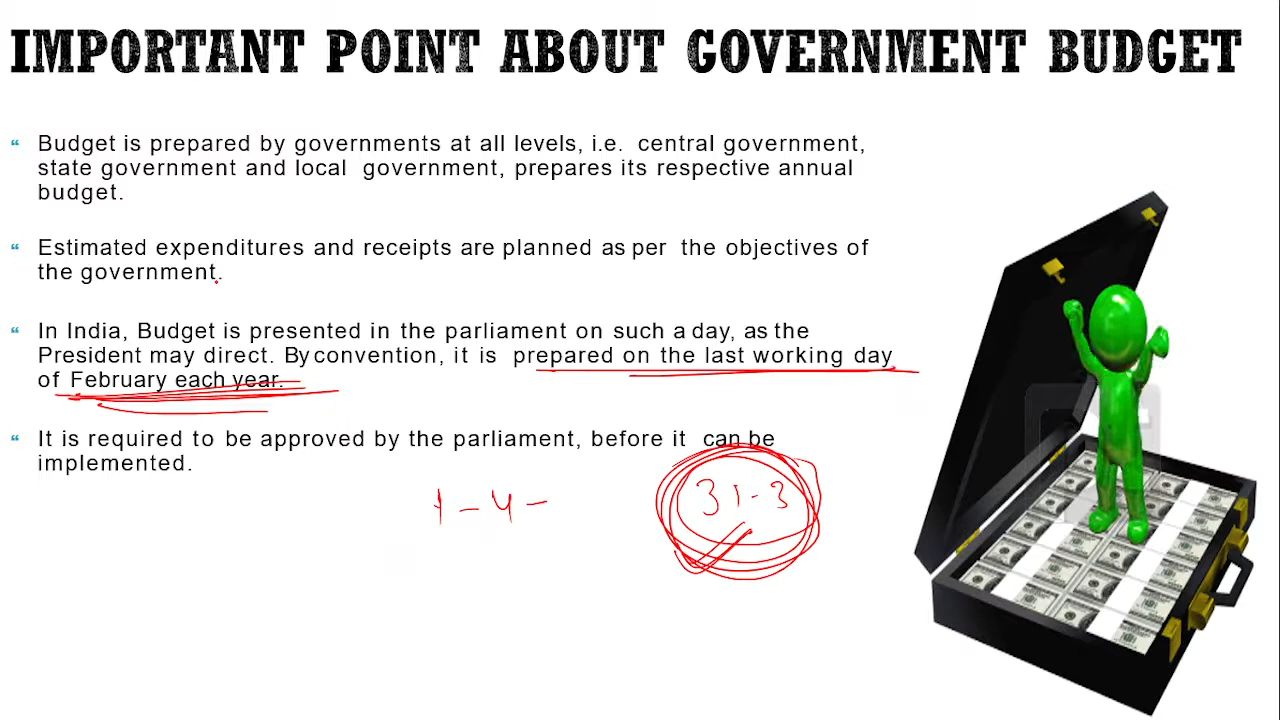 IMPORTANT POINT ABOUT GOVERNMENT BUDGET
“ Budget is prepared by governments at all levels, i.e. central government,
state government and local government, prepares its respective annual
budget.
“ Estimated expenditures and receipts are planned as per the objectives of
the government.
“ In India, Budget is presented in the parliament on such a day, as the
President may direct. By convention, it is prepared on the last working day
of February each year.
“ It is required to be approved by the parliament, before it can be
implemented.
1 - 4 -
31-3